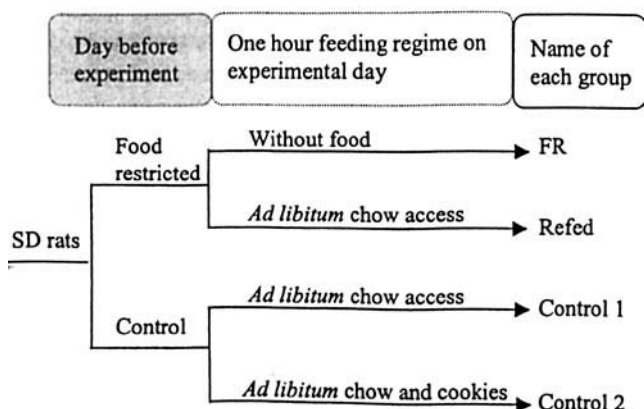 Day before
experiment
One hour feeding regime on
experimental day
Name of
each group
Food
restricted
Without food
FR
Ad libitum chow access
Refed
SD rats
Ad libitum chow access
Control 1
Control
Ad libitum chow and cookies
Control 2